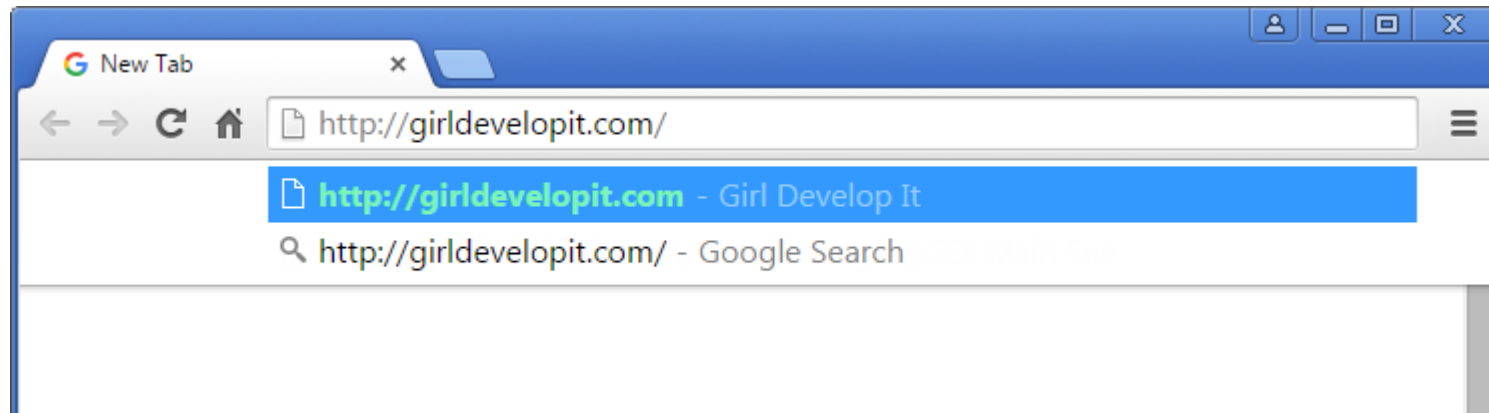 New Tab
http://girldevelopit.com/
http://girldevelopit.com - Girl Develop It
http://girldevelopit.com/ - Google Search